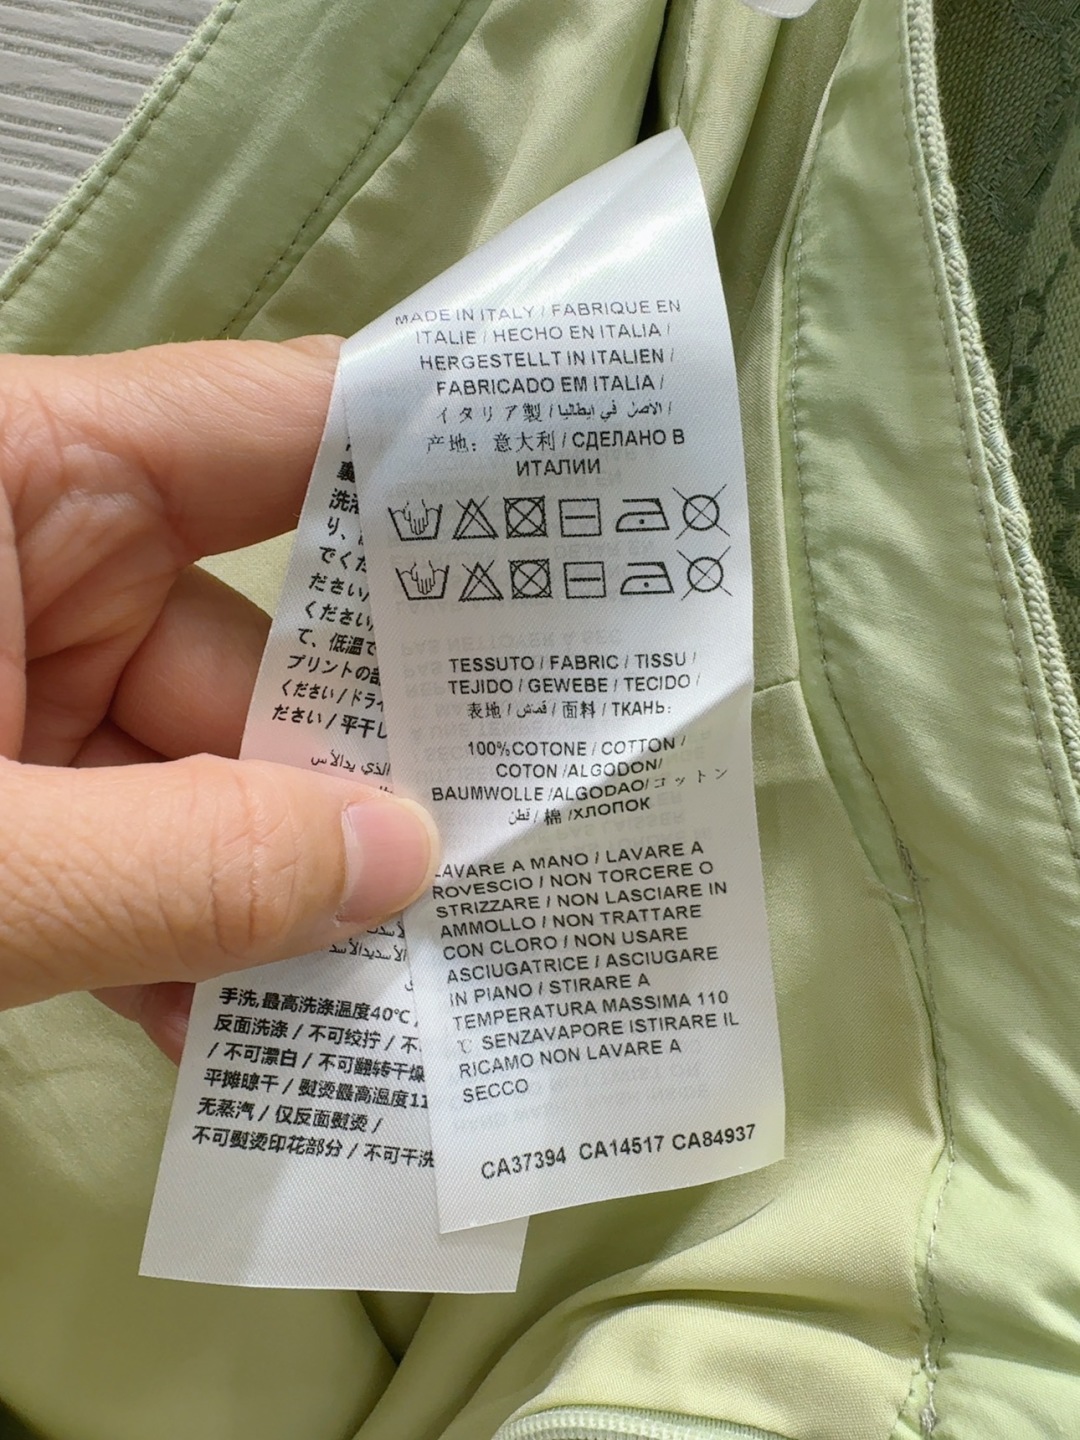 MADE IN ITALY / FABRIQUE EN
ITALIE / HECHO EN ITALIA /
HERGESTELLT IN ITALIEN /
FABRICADO EM ITALIA /
イタリア製 / الأصل في ايطاليا /
产地: 意大利 / СДЕЛАНО В
ИТАЛИИ
TESSUTO / FABRIC / TISSU /
TEJIDO / GEWEBE / TECIDO /
表地 / قماش / 面料 / ТКАНЬ:
100%COTONE / COTTON /
COTON /ALGODON/
BAUMWOLLE /ALGODAO/コットン
قطن / 棉 /ХЛОПОК
LAVARE A MANO / LAVARE A
ROVESCIO / NON TORCERE O
STRIZZARE / NON LASCIARE IN
AMMOLLO / NON TRATTARE
CON CLORO / NON USARE
ASCIUGATRICE / ASCIUGARE
IN PIANO / STIRARE A
TEMPERATURA MASSIMA 110
℃ SENZAVAPORE ISTIRARE IL
RICAMO NON LAVARE A
SECCO
CA37394 CA14517 CA84937
裏
洗濯
り、
でくだ
ださい/
ください/
て、低温で
プリントの部
ください / ドライ
ださい / 平干し
الذي يدالأس
手洗,最高洗涤温度40℃ /
反面洗涤 / 不可绞拧 / 不
/ 不可漂白 / 不可翻转干燥
平摊晾干 / 熨烫最高温度11
无蒸汽 / 仅反面熨烫 /
不可熨烫印花部分 / 不可干洗